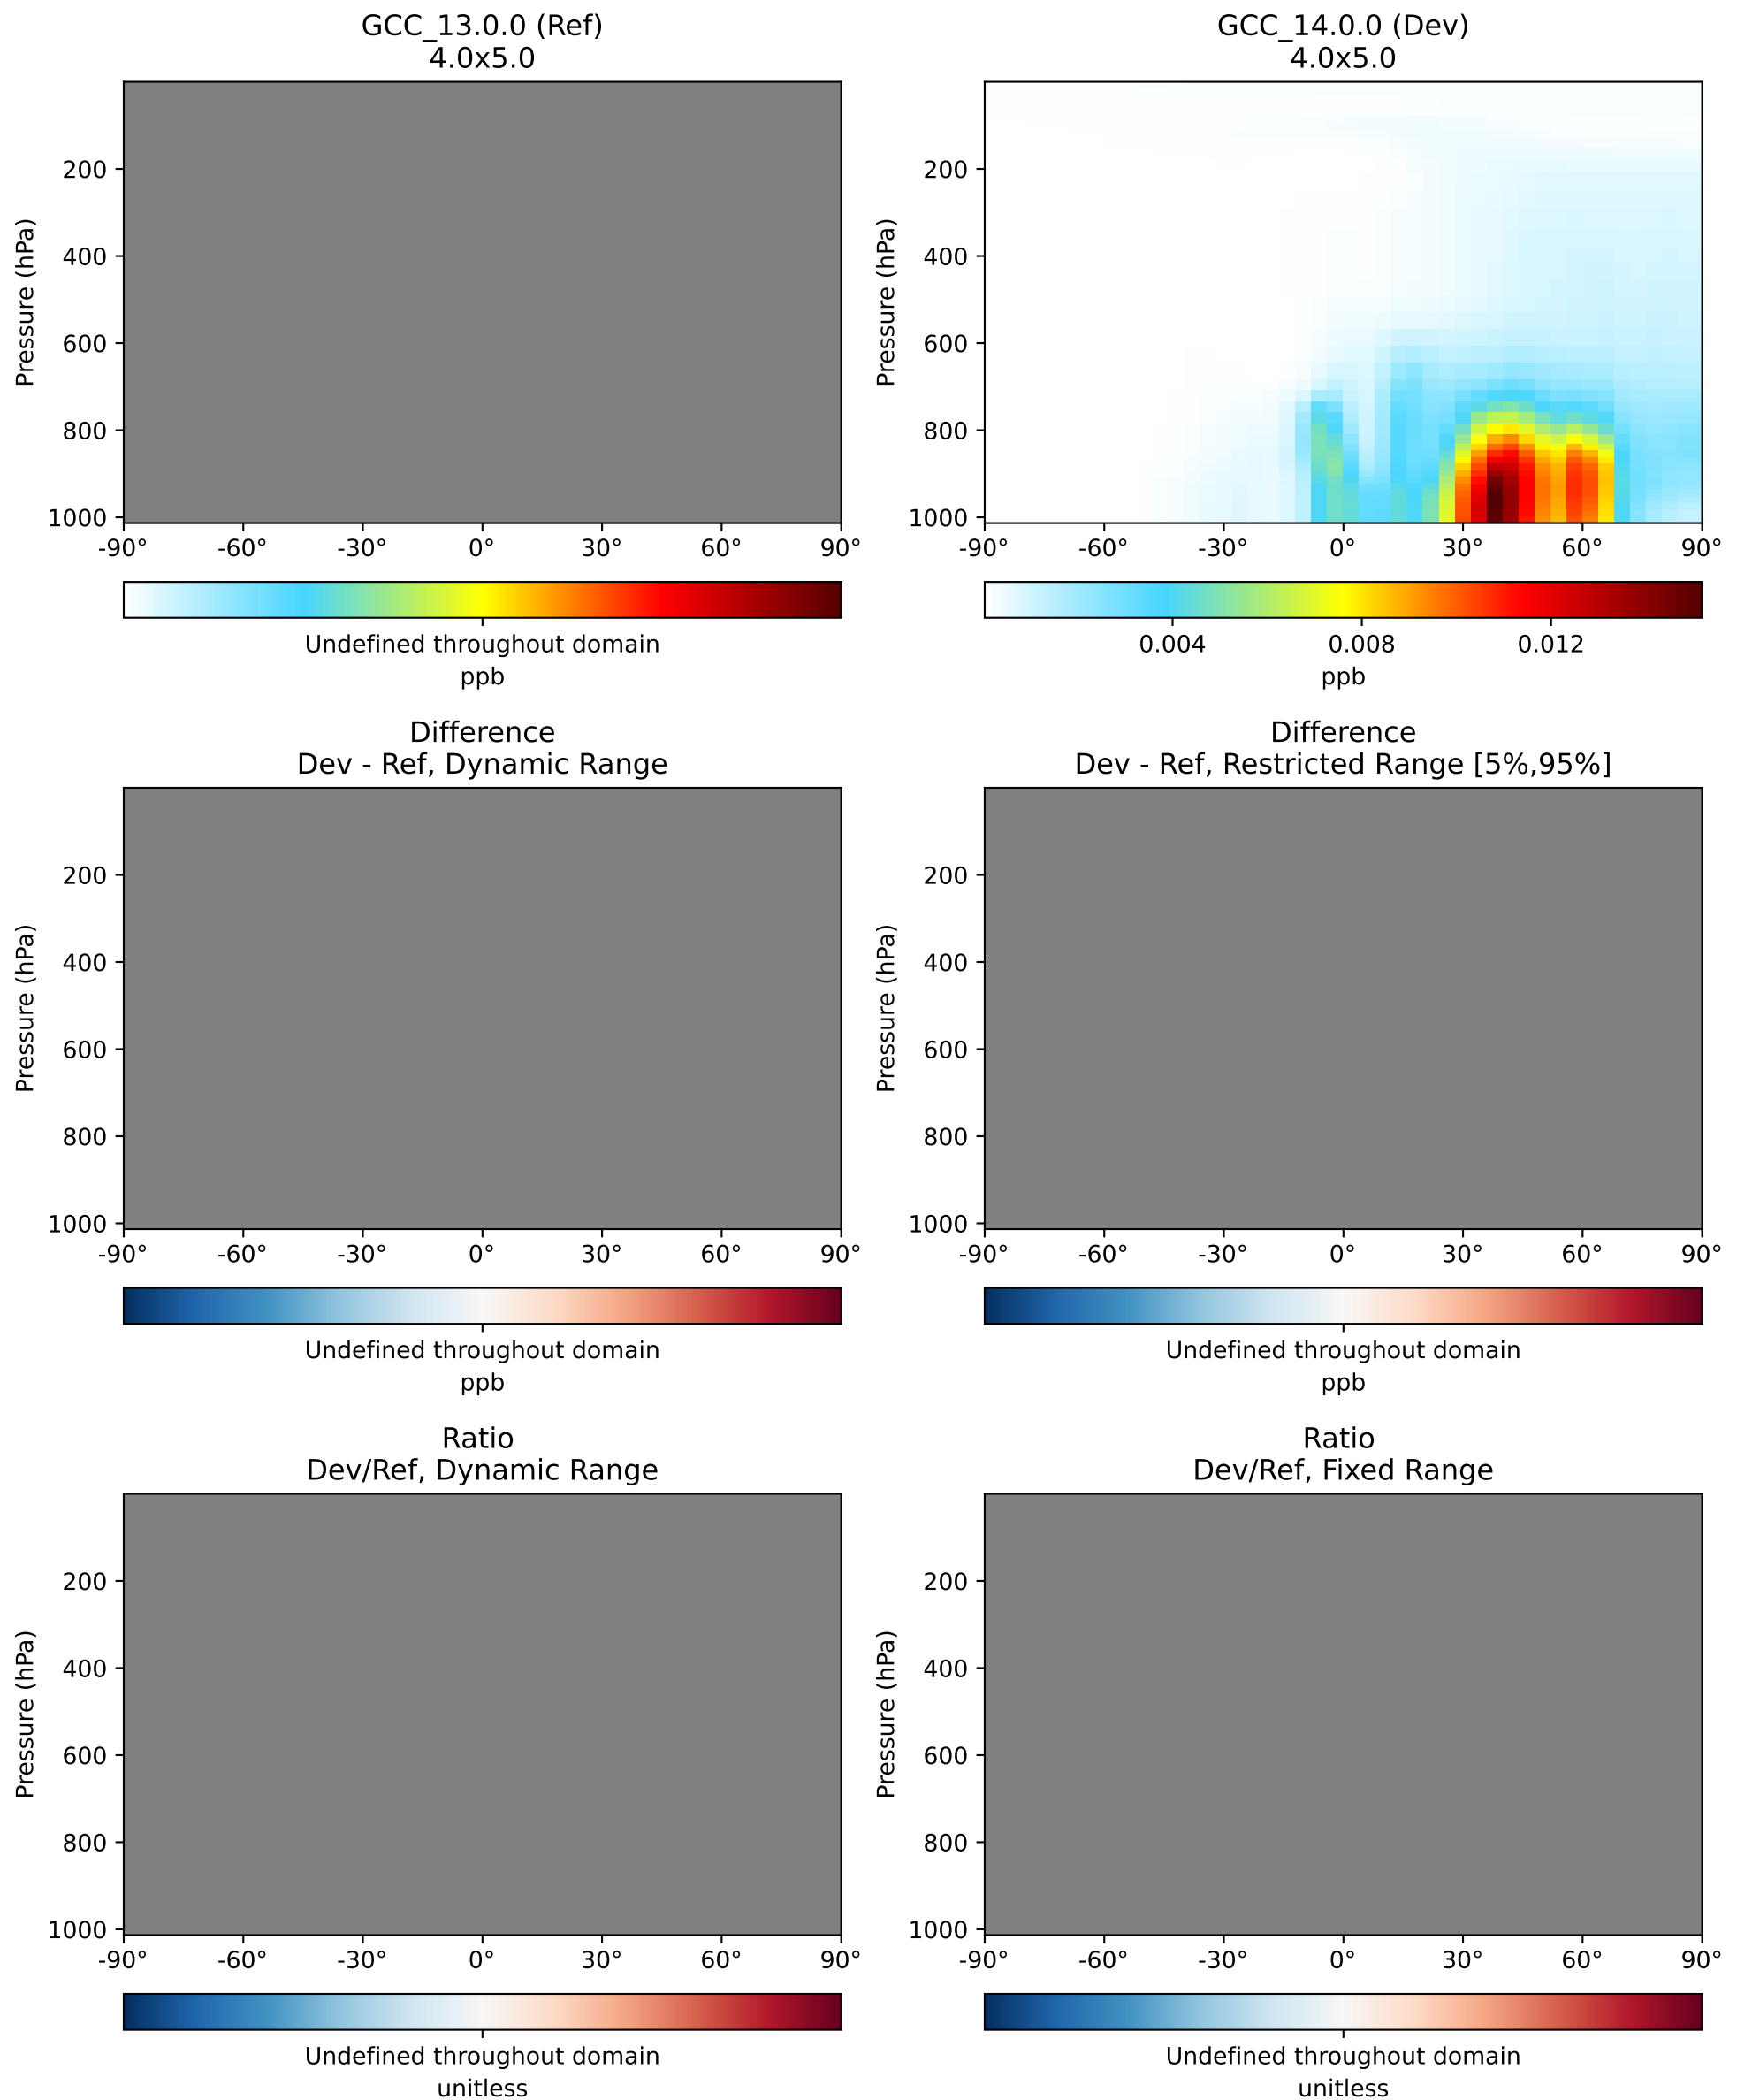 GCC_13.0.0 (Ref)
4.0x5.0
Pressure (hPa)
200
400
600
800
1000
-90° -60° -30° 0° 30° 60° 90°
Undefined throughout domain
ppb
GCC_14.0.0 (Dev)
4.0x5.0
Pressure (hPa)
200
400
600
800
1000
-90° -60° -30° 0° 30° 60° 90°
0.004 0.008 0.012
ppb
Difference
Dev - Ref, Dynamic Range
Pressure (hPa)
200
400
600
800
1000
-90° -60° -30° 0° 30° 60° 90°
Undefined throughout domain
ppb
Difference
Dev - Ref, Restricted Range [5%,95%]
Pressure (hPa)
200
400
600
800
1000
-90° -60° -30° 0° 30° 60° 90°
Undefined throughout domain
ppb
Ratio
Dev/Ref, Dynamic Range
Pressure (hPa)
200
400
600
800
1000
-90° -60° -30° 0° 30° 60° 90°
Undefined throughout domain
unitless
Ratio
Dev/Ref, Fixed Range
Pressure (hPa)
200
400
600
800
1000
-90° -60° -30° 0° 30° 60° 90°
Undefined throughout domain
unitless